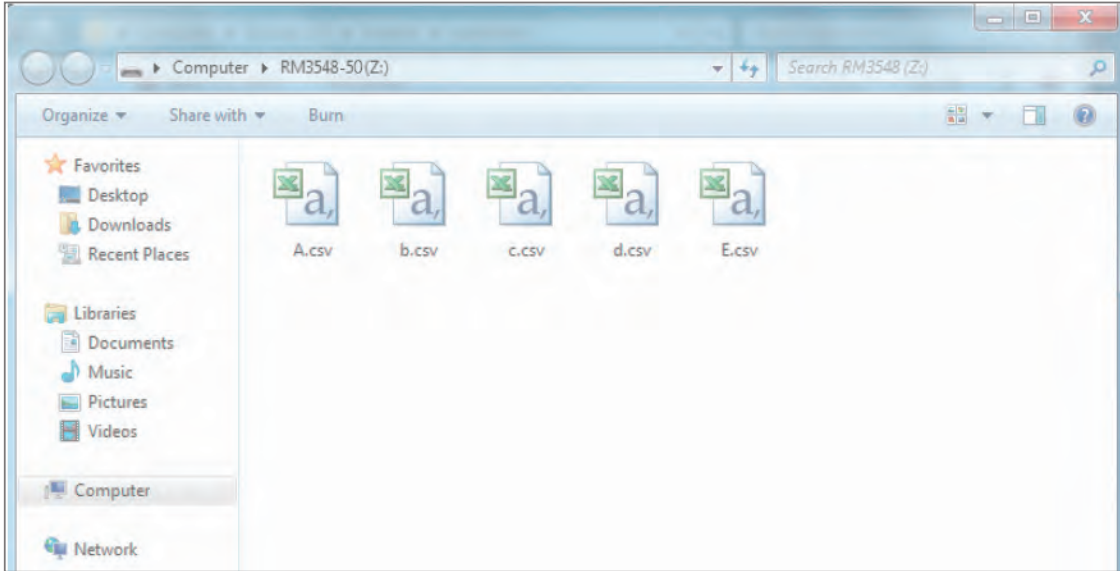 Computer ▸ RM3548-50(Z:)
Search RM3548 (Z:)
Organize
Share with
Burn
Favorites
Desktop
Downloads
Recent Places
Libraries
Documents
Music
Pictures
Videos
Computer
Network
A.csv
b.csv
c.csv
d.csv
E.csv